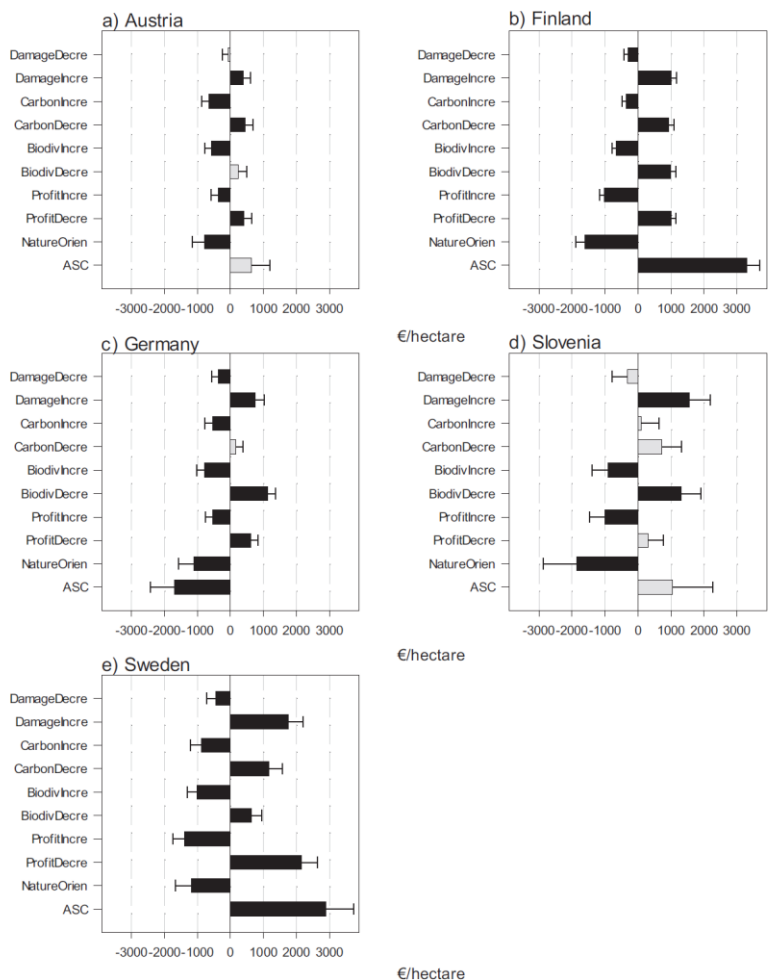 a) Austria
DamageDecre
DamageIncre
CarbonIncre
CarbonDecre
BiodivIncre
BiodivDecre
ProfitIncre
ProfitDecre
NatureOrien
ASC
-3000 -2000 -1000 0 1000 2000 3000
b) Finland
DamageDecre
DamageIncre
CarbonIncre
CarbonDecre
BiodivIncre
BiodivDecre
ProfitIncre
ProfitDecre
NatureOrien
ASC
-3000 -2000 -1000 0 1000 2000 3000
€/hectare
c) Germany
DamageDecre
DamageIncre
CarbonIncre
CarbonDecre
BiodivIncre
BiodivDecre
ProfitIncre
ProfitDecre
NatureOrien
ASC
-3000 -2000 -1000 0 1000 2000 3000
d) Slovenia
DamageDecre
DamageIncre
CarbonIncre
CarbonDecre
BiodivIncre
BiodivDecre
ProfitIncre
ProfitDecre
NatureOrien
ASC
-3000 -2000 -1000 0 1000 2000 3000
€/hectare
e) Sweden
DamageDecre
DamageIncre
CarbonIncre
CarbonDecre
BiodivIncre
BiodivDecre
ProfitIncre
ProfitDecre
NatureOrien
ASC
-3000 -2000 -1000 0 1000 2000 3000
€/hectare